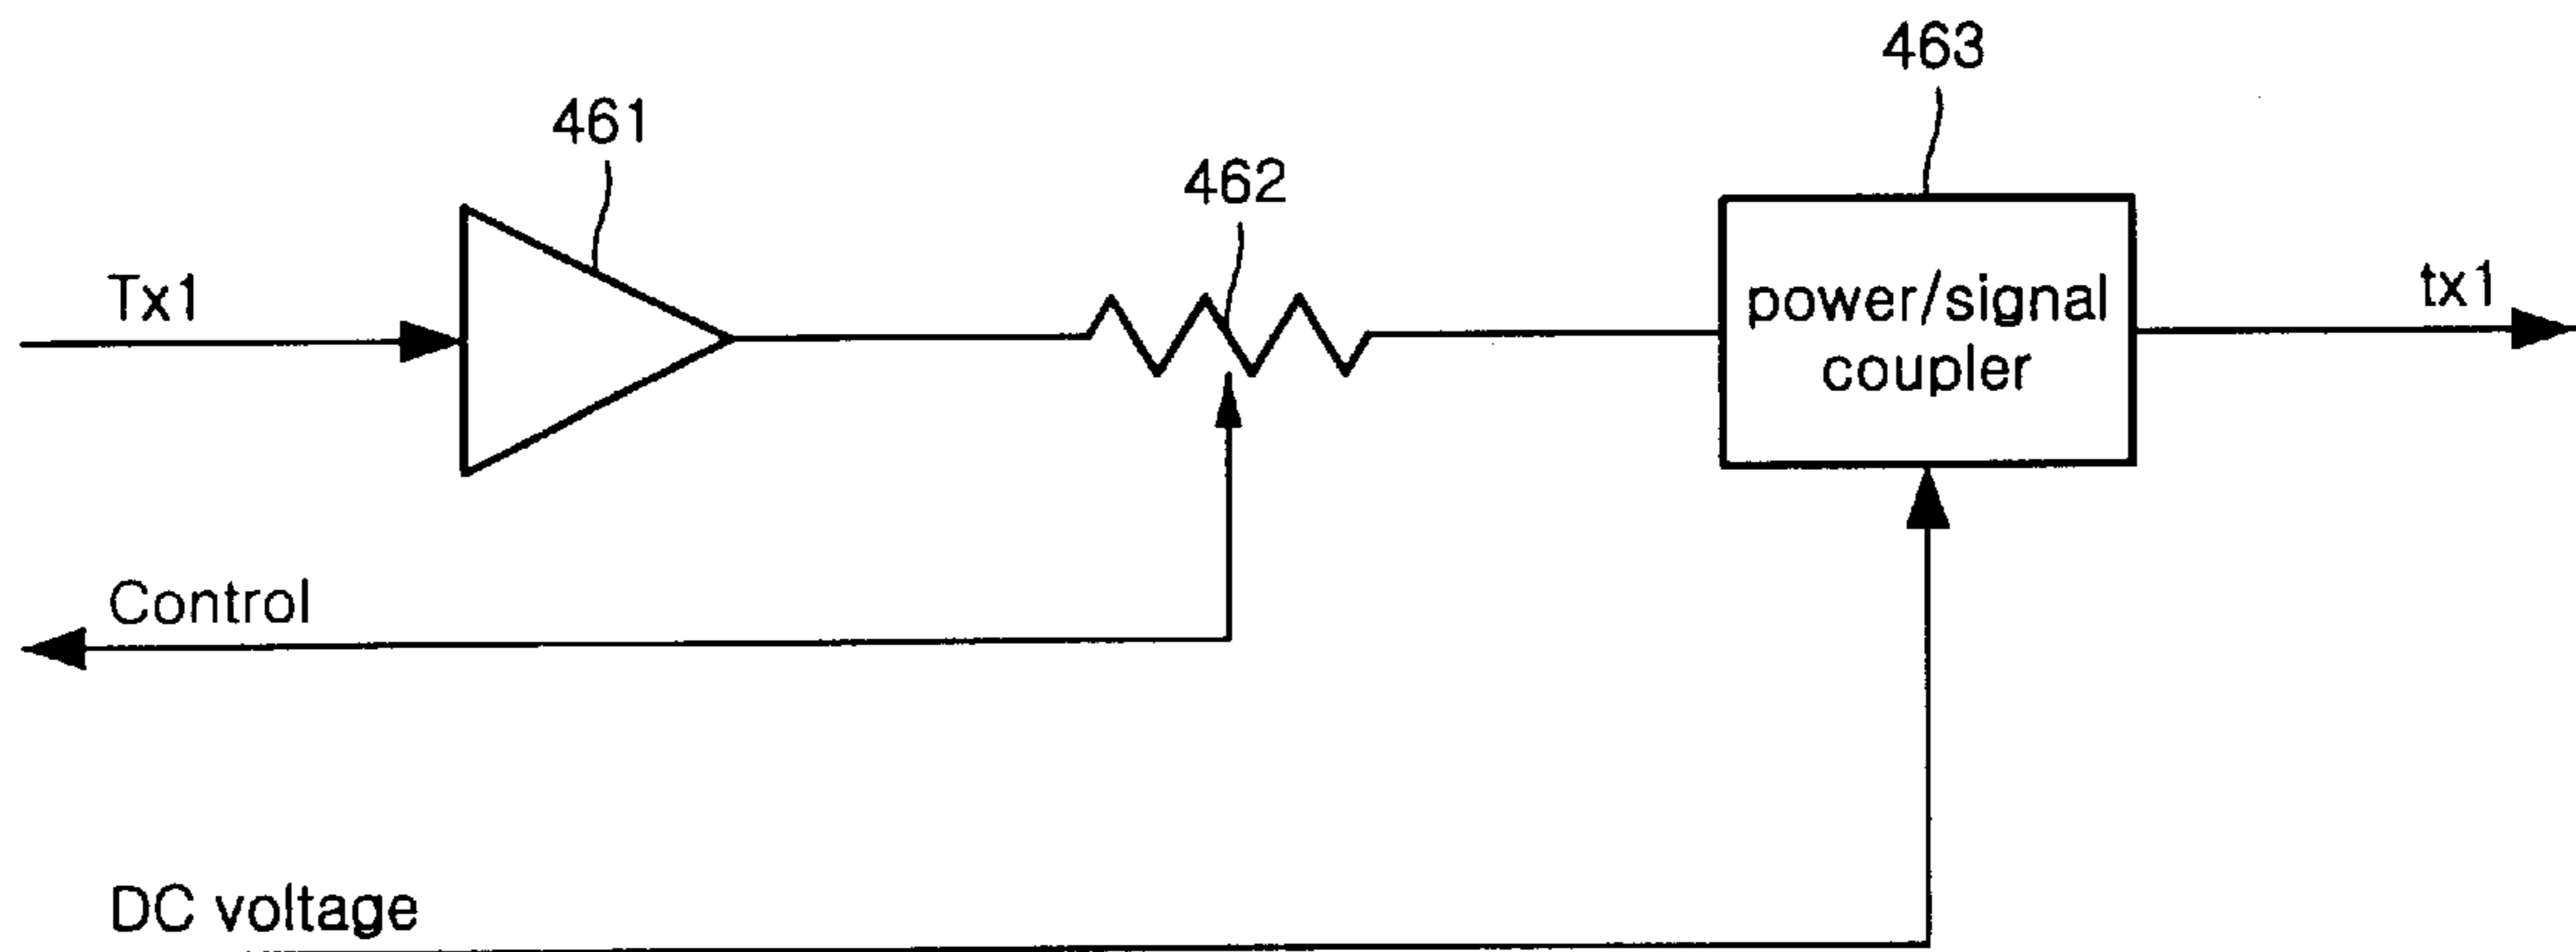 463
461
462
Tx1
power/signal
coupler
tx1
Control
DC voltage